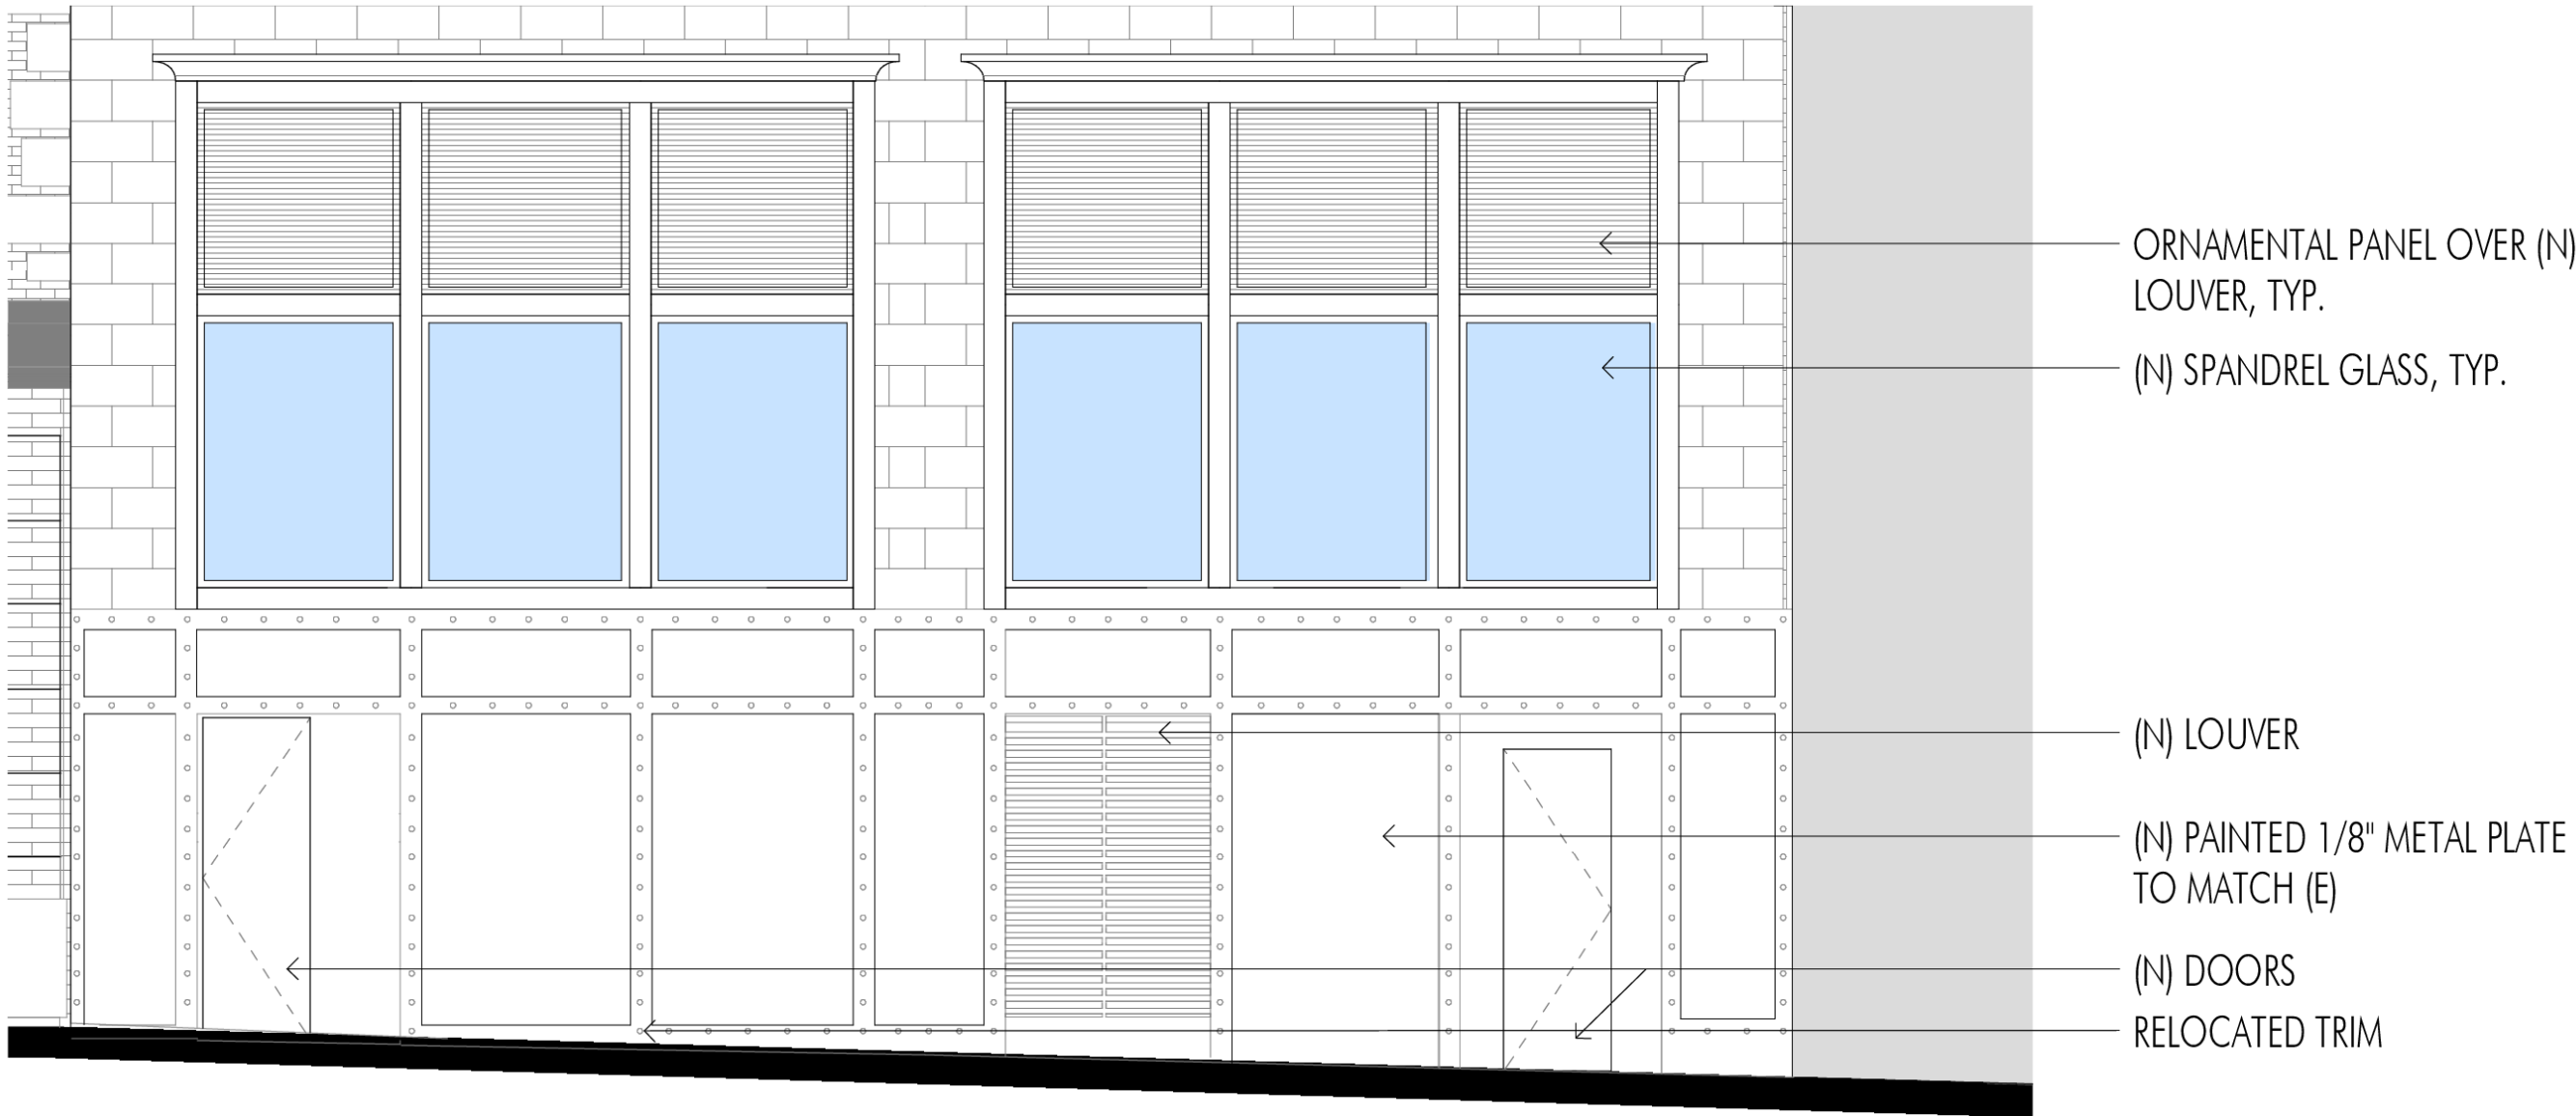 ORNAMENTAL PANEL OVER (N)
LOUVER, TYP.
(N) SPANDREL GLASS, TYP.
(N) LOUVER
(N) PAINTED 1/8" METAL PLATE
TO MATCH (E)
(N) DOORS
RELOCATED TRIM